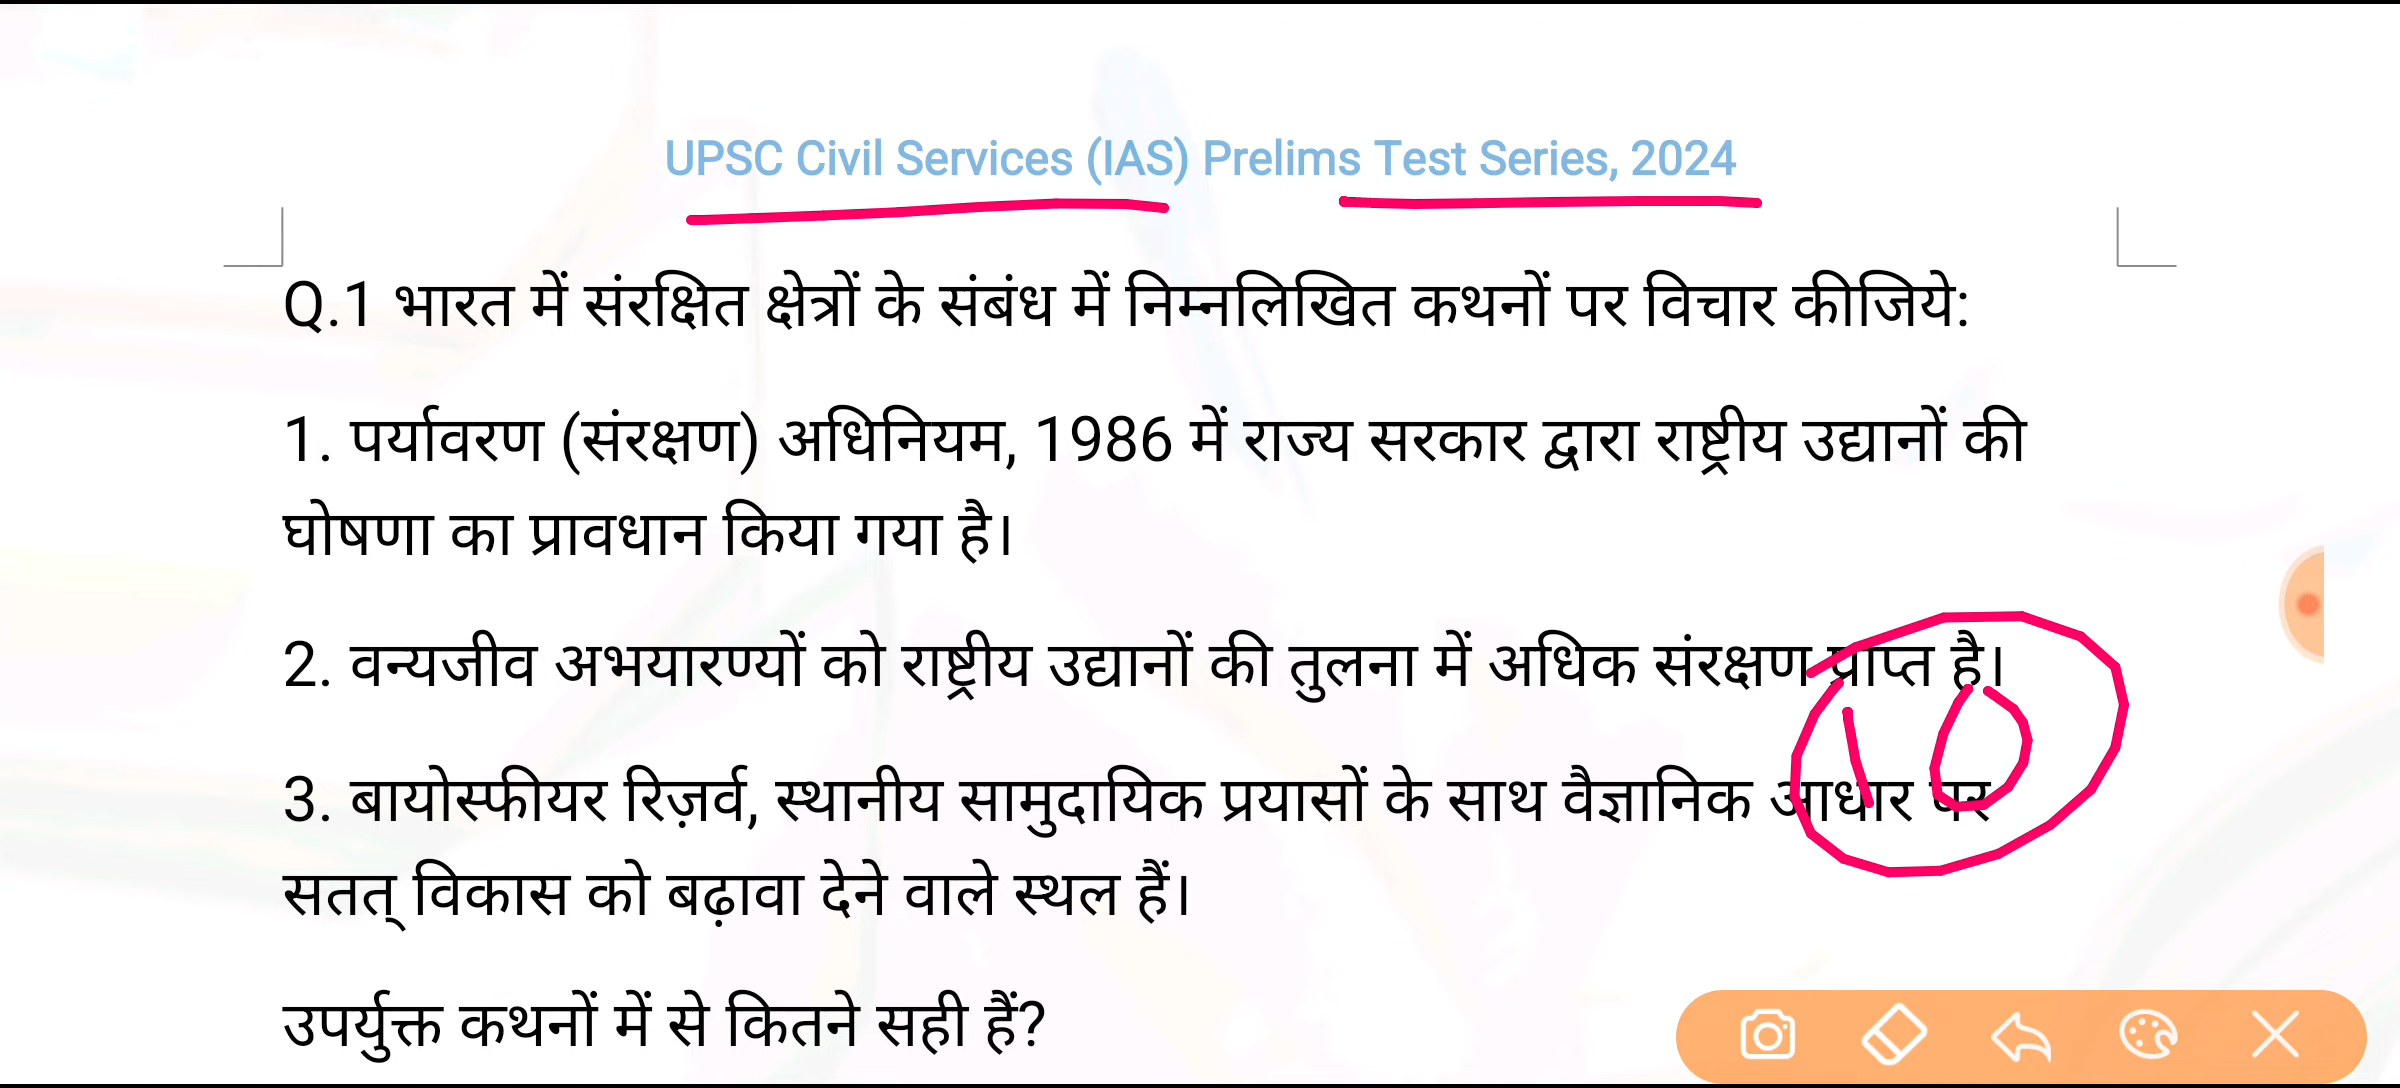 UPSC Civil Services (IAS) Prelims Test Series, 2024
Q.1 भारत में संरक्षित क्षेत्रों के संबंध में निम्नलिखित कथनों पर विचार कीजिये:
1. पर्यावरण (संरक्षण) अधिनियम, 1986 में राज्य सरकार द्वारा राष्ट्रीय उद्यानों की
घोषणा का प्रावधान किया गया है।
2. वन्यजीव अभयारण्यों को राष्ट्रीय उद्यानों की तुलना में अधिक संरक्षण प्राप्त है।
10
3. बायोस्फीयर रिज़र्व, स्थानीय सामुदायिक प्रयासों के साथ वैज्ञानिक आधार पर
सतत् विकास को बढ़ावा देने वाले स्थल हैं।
उपर्युक्त कथनों में से कितने सही हैं?